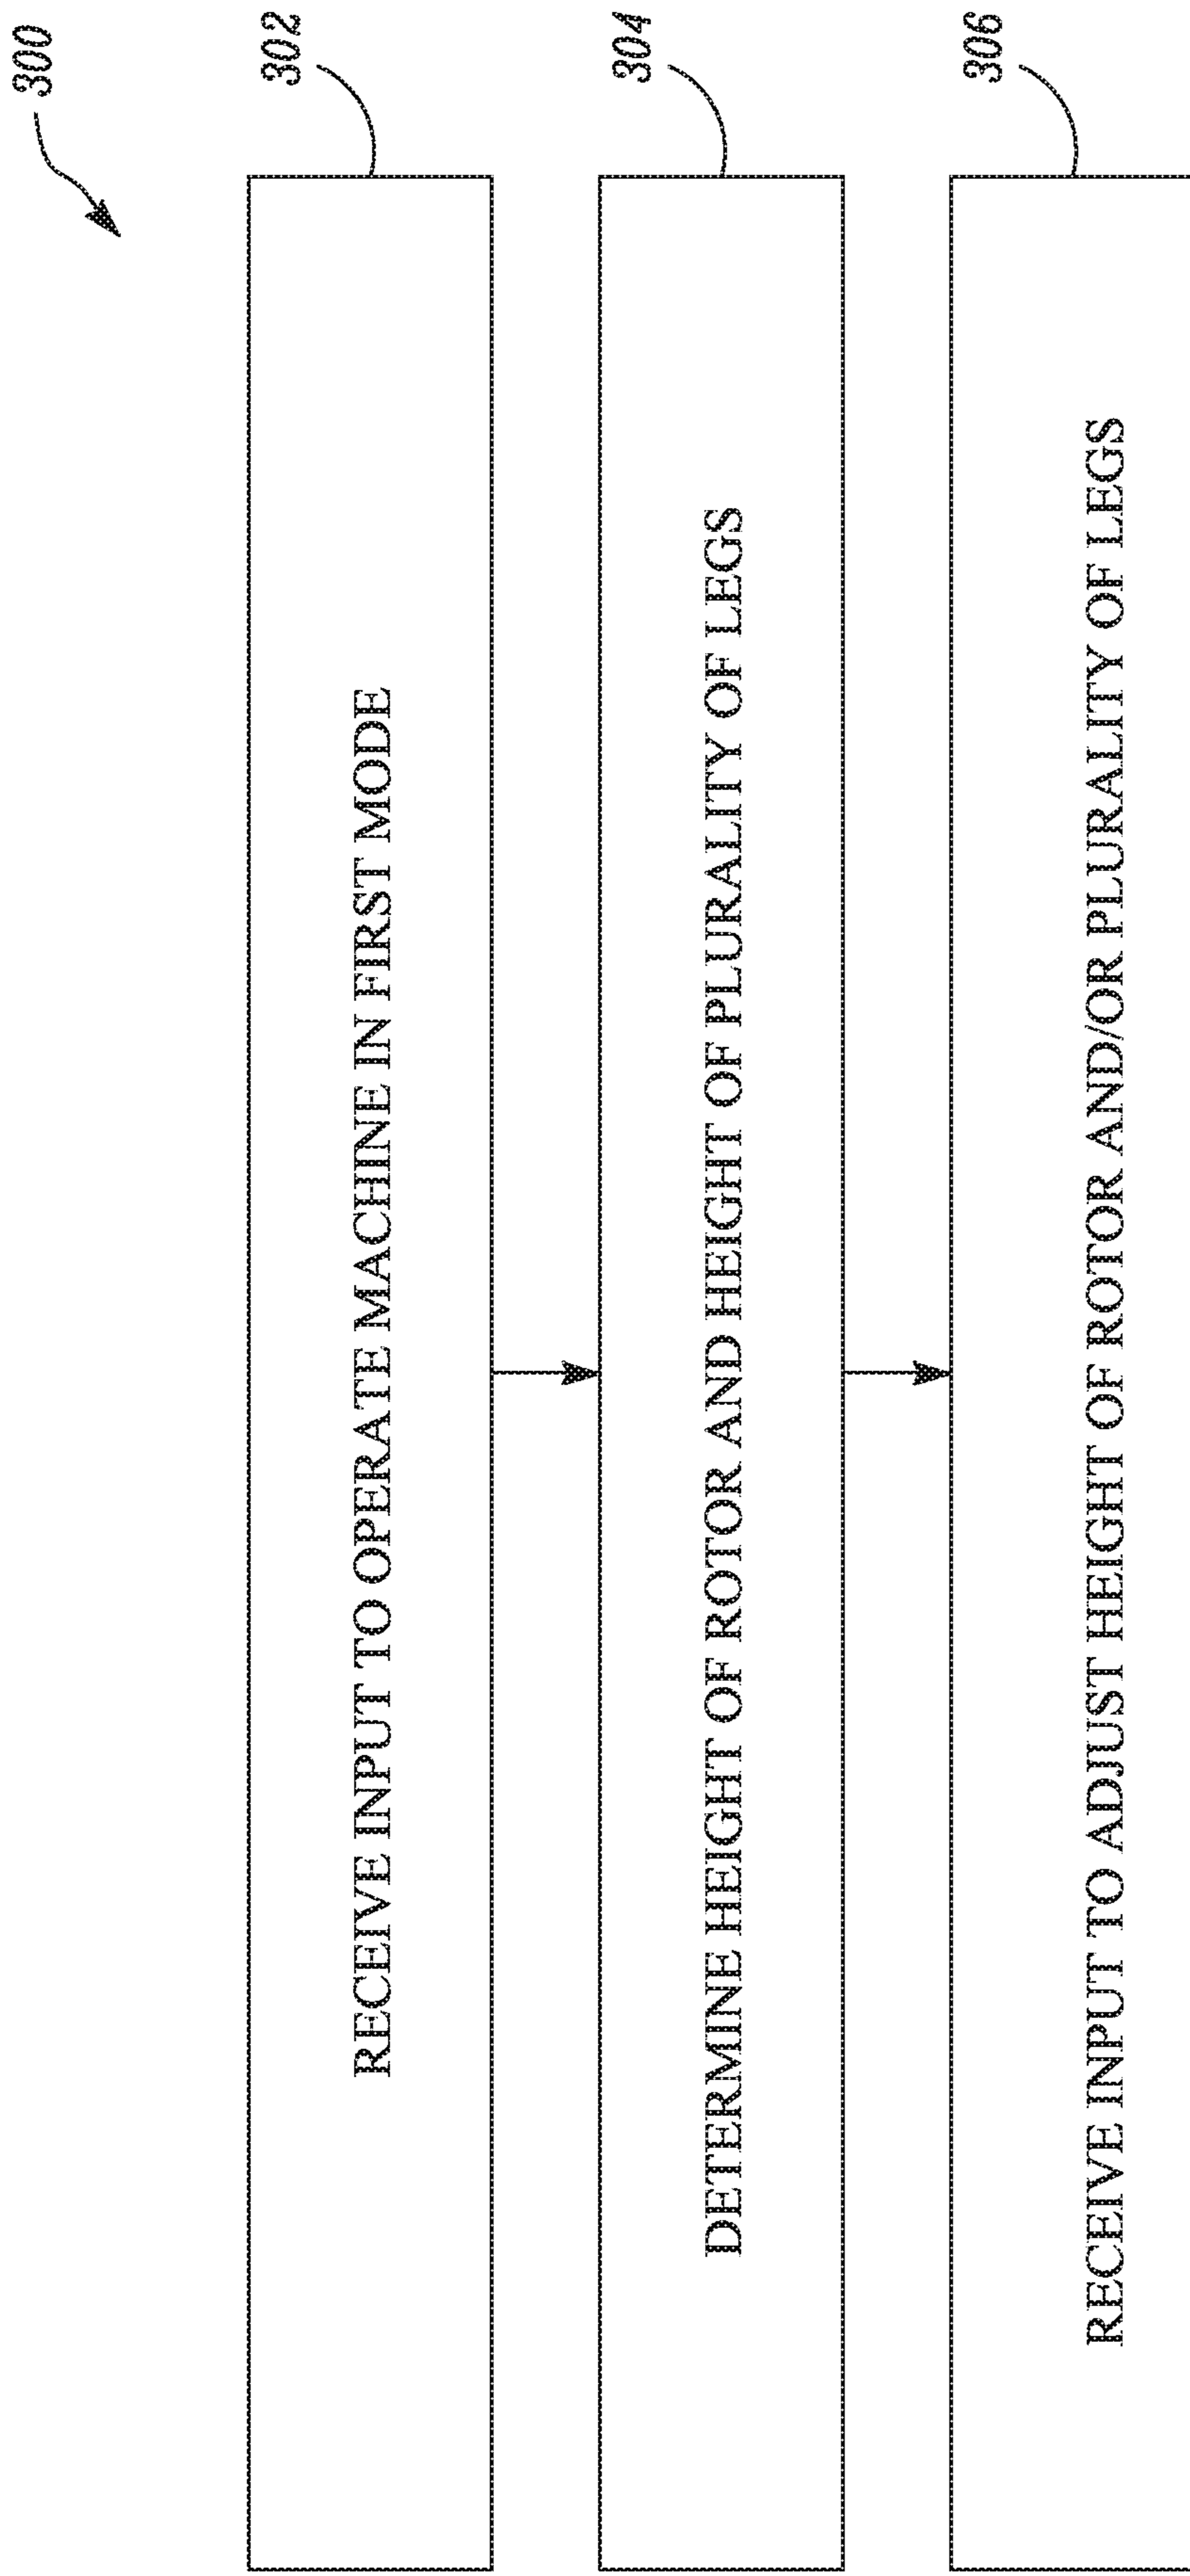 300
302
RECEIVE INPUT TO OPERATE MACHINE IN FIRST MODE
304
DETERMINE HEIGHT OF ROTOR AND HEIGHT OF PLURALITY OF LEGS
306
RECEIVE INPUT TO ADJUST HEIGHT OF ROTOR AND/OR PLURALITY OF LEGS